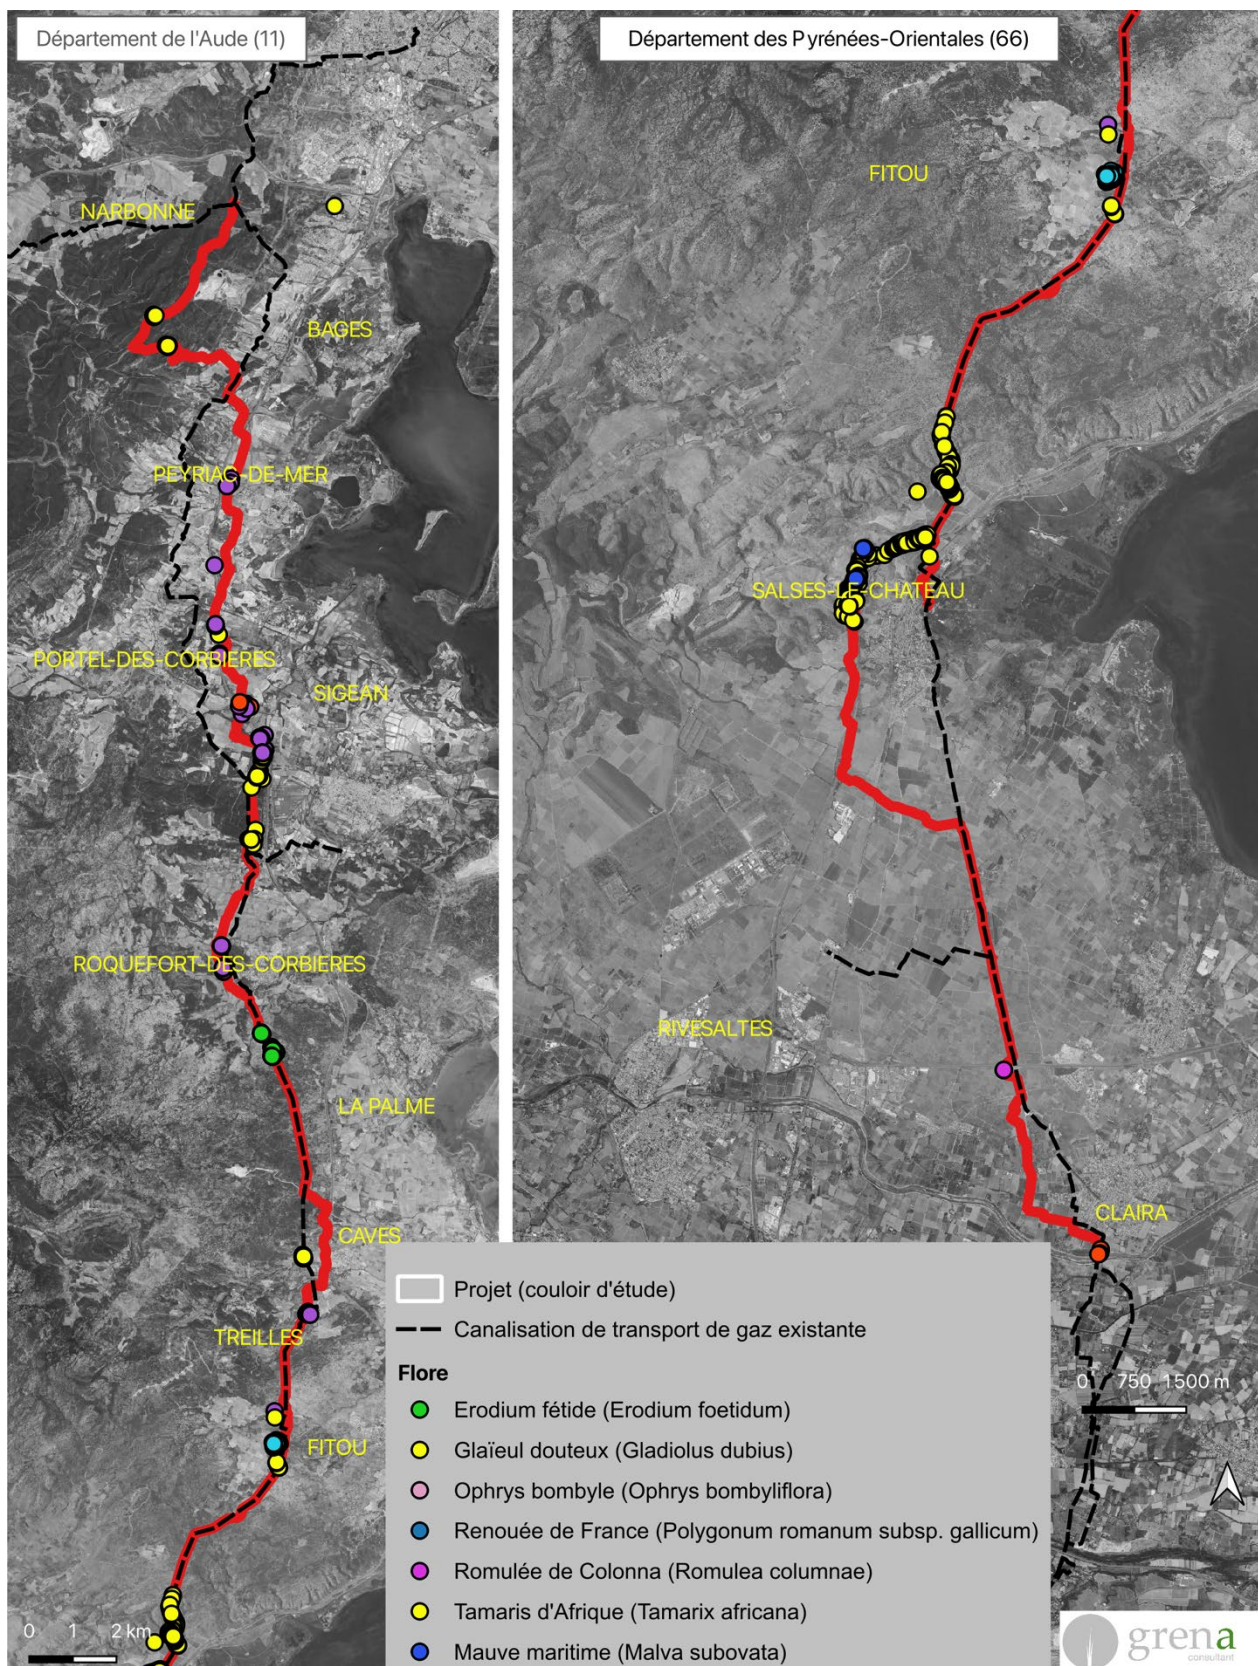 Département de l'Aude (11)
NARBONNE
BAGES
PEYRIAC-DE-MER
PORTEL-DES-CORBIERES
SIGEAN
ROQUEFORT-DES-CORBIERES
LA PALME
CAVES
TREILLES
FITOU
0 1 2 km
Département des Pyrénées-Orientales (66)
FITOU
SALSES-LE-CHATEAU
RIVESALTES
CLAIRA
0 750 1500 m
Projet (couloir d'étude)
Canalisation de transport de gaz existante
Flore
Erodium fétide (Erodium foetidum)
Glaïeul douteux (Gladiolus dubius)
Ophrys bombyle (Ophrys bombyliflora)
Renouée de France (Polygonum romanum subsp. gallicum)
Romulée de Colonna (Romulea columnae)
Tamaris d'Afrique (Tamarix africana)
Mauve maritime (Malva subovata)
grena
consultant